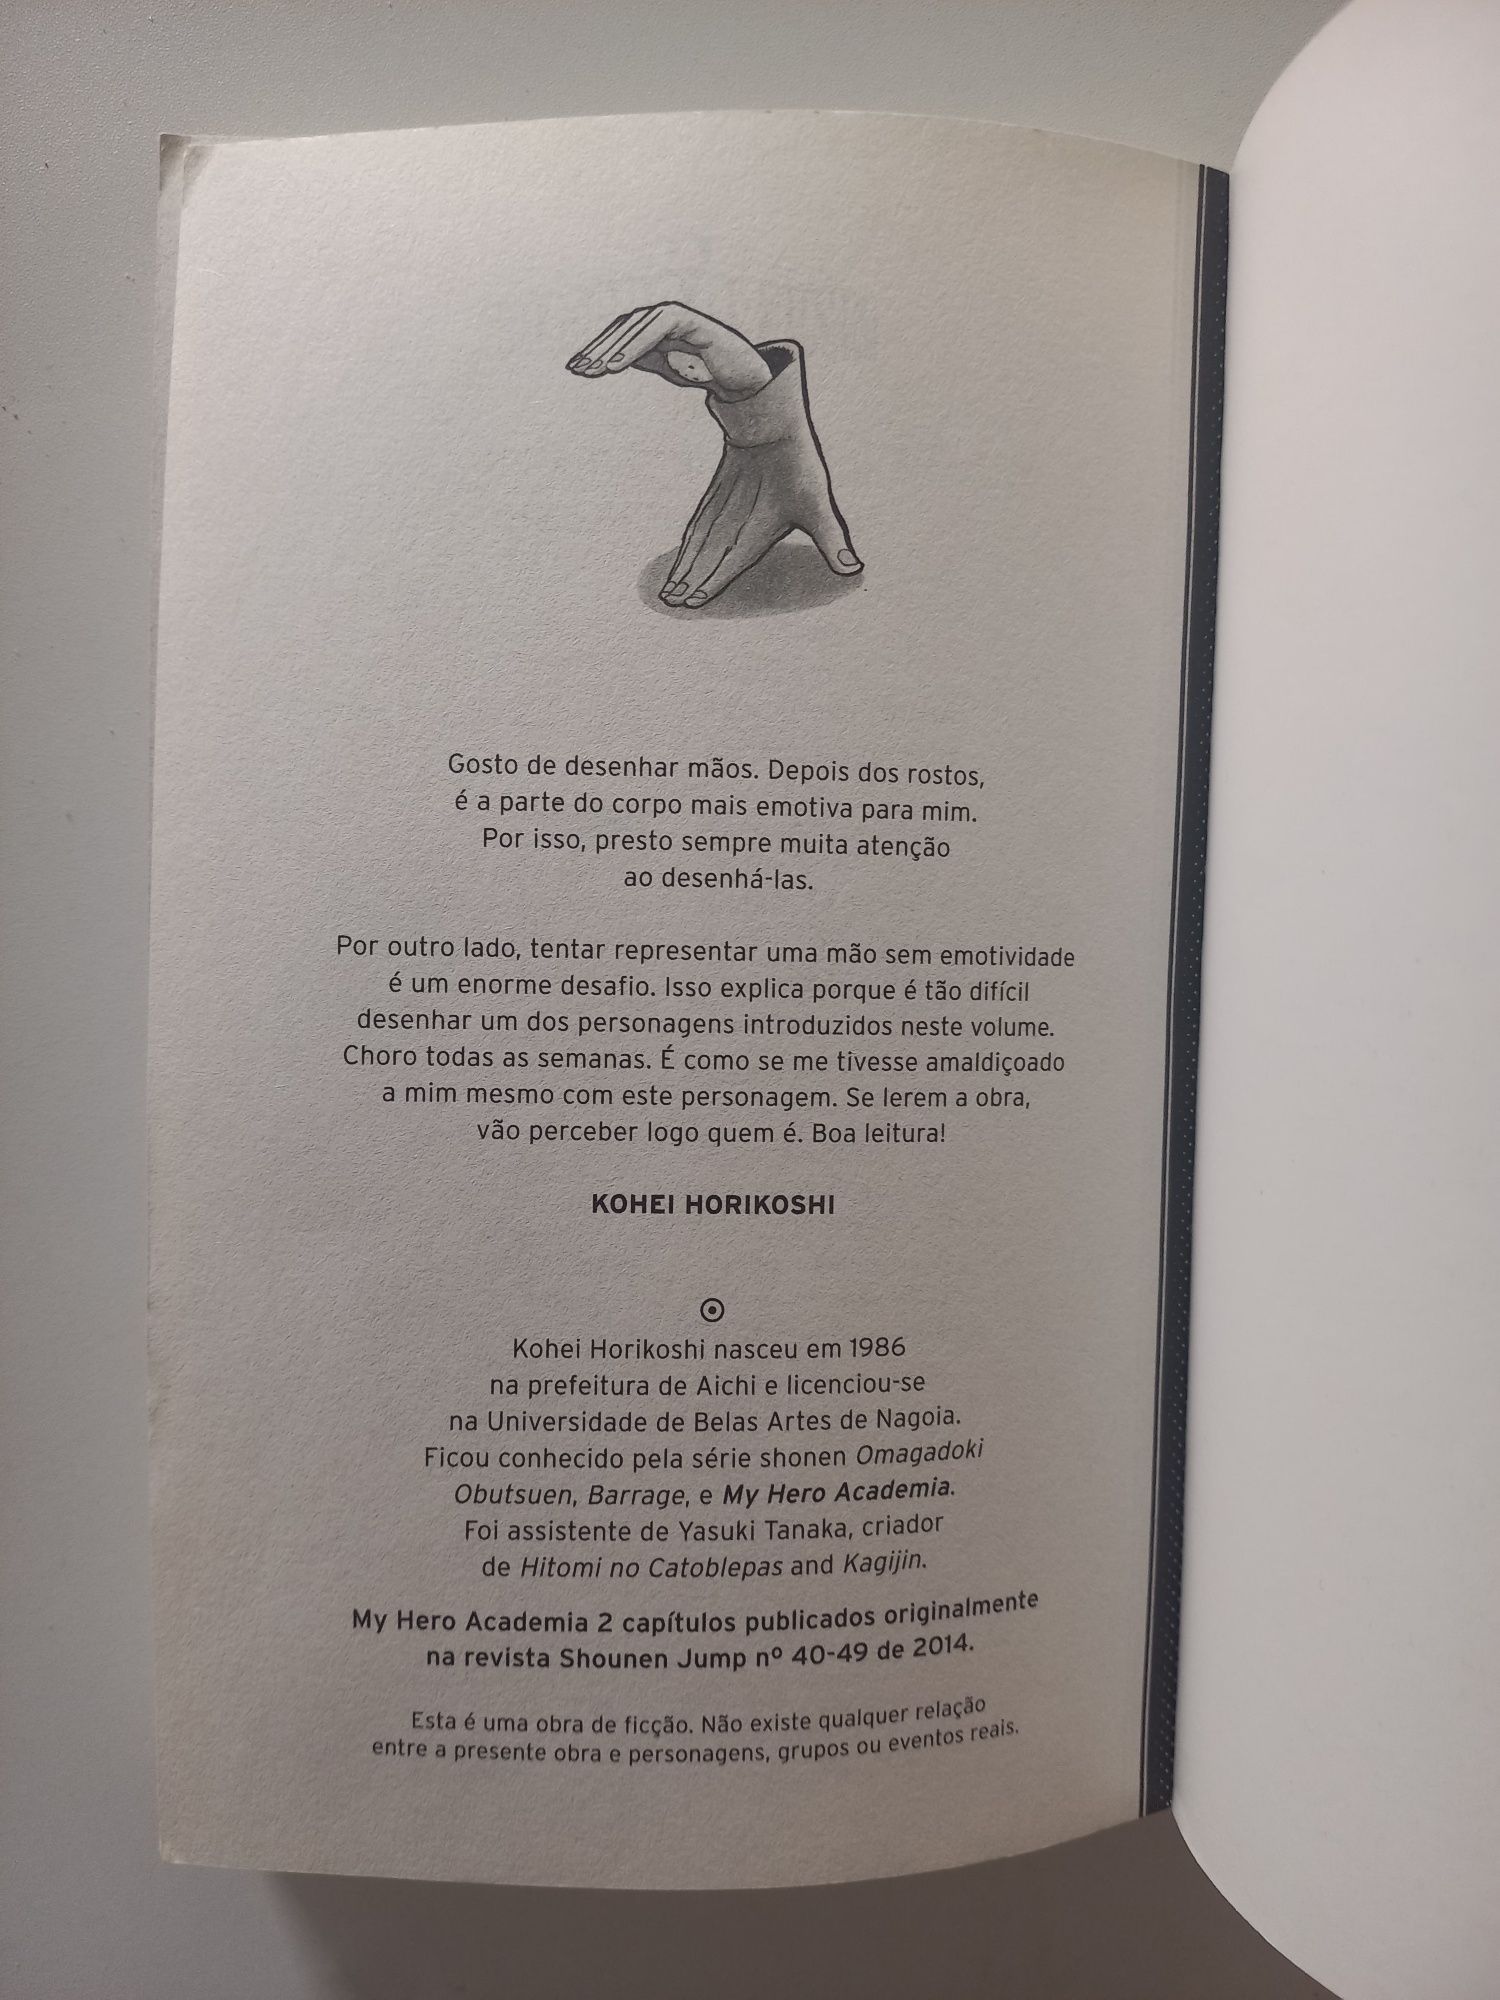 Gosto de desenhar mãos. Depois dos rostos,
é a parte do corpo mais emotiva para mim.
Por isso, presto sempre muita atenção
ao desenhá-las.
Por outro lado, tentar representar uma mão sem emotividade
é um enorme desafio. Isso explica porque é tão difícil
desenhar um dos personagens introduzidos neste volume.
Choro todas as semanas. É como se me tivesse amaldiçoado
a mim mesmo com este personagem. Se lerem a obra,
vão perceber logo quem é. Boa leitura!
KOHEI HORIKOSHI
Kohei Horikoshi nasceu em 1986
na prefeitura de Aichi e licenciou-se
na Universidade de Belas Artes de Nagoia.
Ficou conhecido pela série shonen Omagadoki
Obutsuen, Barrage, e My Hero Academia.
Foi assistente de Yasuki Tanaka, criador
de Hitomi no Catoblepas and Kagijin.
My Hero Academia 2 capítulos publicados originalmente
na revista Shounen Jump nº 40-49 de 2014.
Esta é uma obra de ficção. Não existe qualquer relação
entre a presente obra e personagens, grupos ou eventos reais.